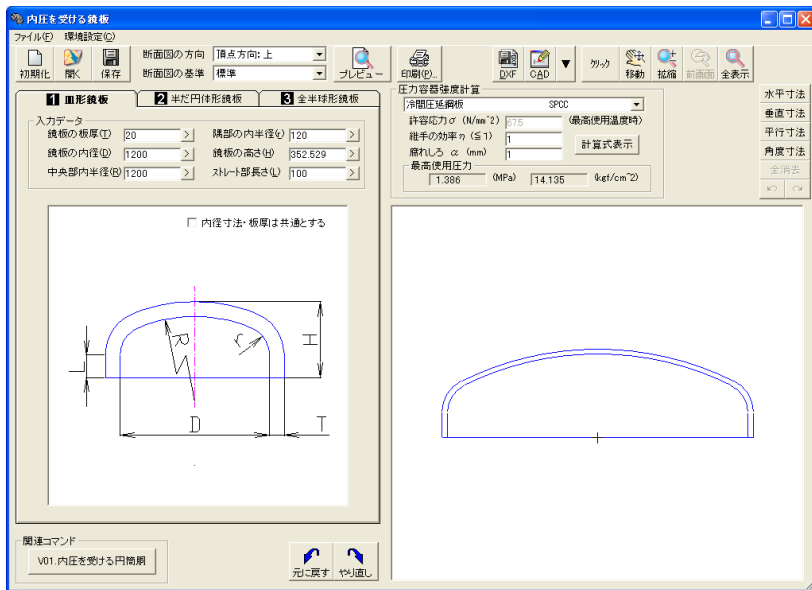 内圧を受ける鏡板
ファイル(F) 環境設定(C)
初期化 開く 保存 断面図の方向 頂点方向:上 断面図の基準 標準 プレビュー 印刷(P)... DXF CAD ▼ クリック 移動 拡縮 前画面 全表示
1 皿形鏡板 2 半だ円体形鏡板 3 全半球形鏡板
入力データ
鏡板の板厚(T) 20 > 隅部の内半径(r) 120 >
鏡板の内径(D) 1200 > 鏡板の高さ(H) 352.529 >
中央部内半径(R) 1200 > ストレート部長さ(L) 100 >
圧力容器強度計算
冷間圧延鋼板 SPCC
許容応力σ (N/mm^2) 67.5 (最高使用温度時)
継手の効率η (≦1) 1
腐れしろ α (mm) 1
計算式表示
最高使用圧力
1.386 (MPa) 14.135 (kgf/cm^2)
水平寸法
垂直寸法
平行寸法
角度寸法
全消去
内径寸法・板厚は共通とする
R
r
H
L
D
T
関連コマンド
V01.内圧を受ける円筒胴
元に戻す やり直し